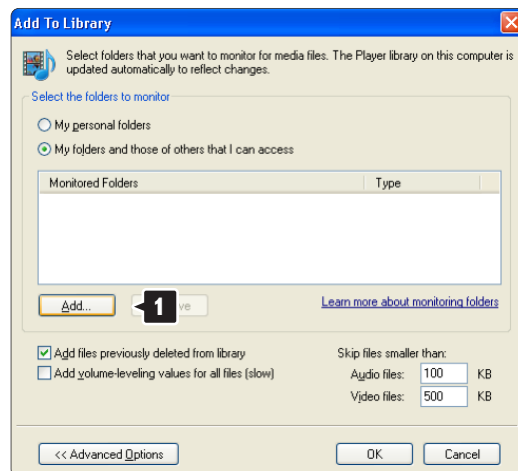 Add To Library
Select folders that you want to monitor for media files. The Player library on this computer is
updated automatically to reflect changes.
Select the folders to monitor
My personal folders
My folders and those of others that I can access
Monitored Folders Type
Add... 1 ve Learn more about monitoring folders
Add files previously deleted from library Skip files smaller than:
Add volume-leveling values for all files (slow) Audio files: 100 KB
Video files: 500 KB
<< Advanced Options OK Cancel